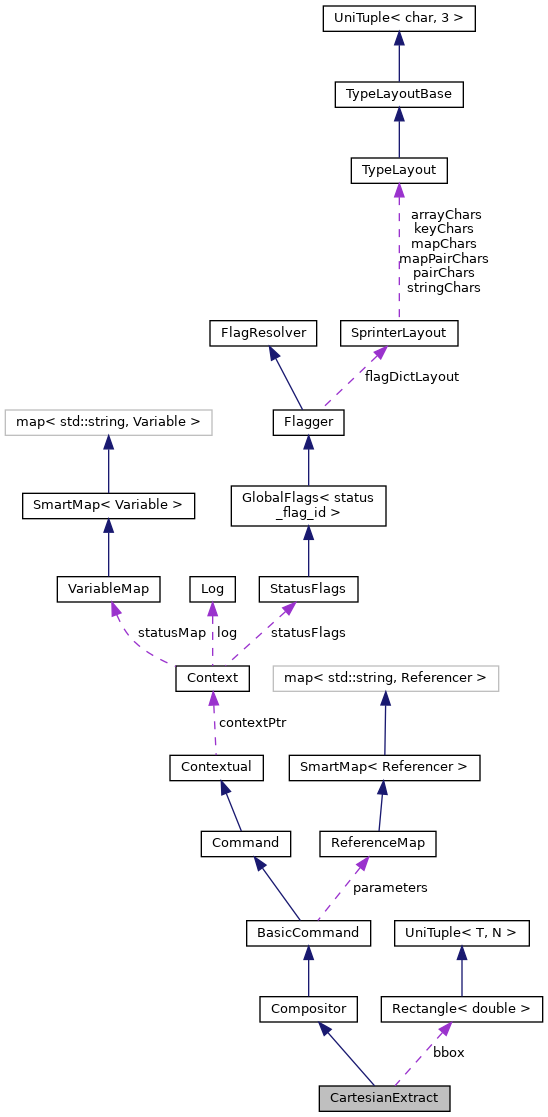 UniTuple< char, 3 >
TypeLayoutBase
TypeLayout
arrayChars
keyChars
mapChars
mapPairChars
pairChars
stringChars
FlagResolver
SprinterLayout
flagDictLayout
map< std::string, Variable >
Flagger
SmartMap< Variable >
GlobalFlags< status
_flag_id >
VariableMap
Log
StatusFlags
statusMap
log
statusFlags
Context
map< std::string, Referencer >
contextPtr
Contextual
SmartMap< Referencer >
Command
ReferenceMap
parameters
BasicCommand
UniTuple< T, N >
Compositor
Rectangle< double >
bbox
CartesianExtract